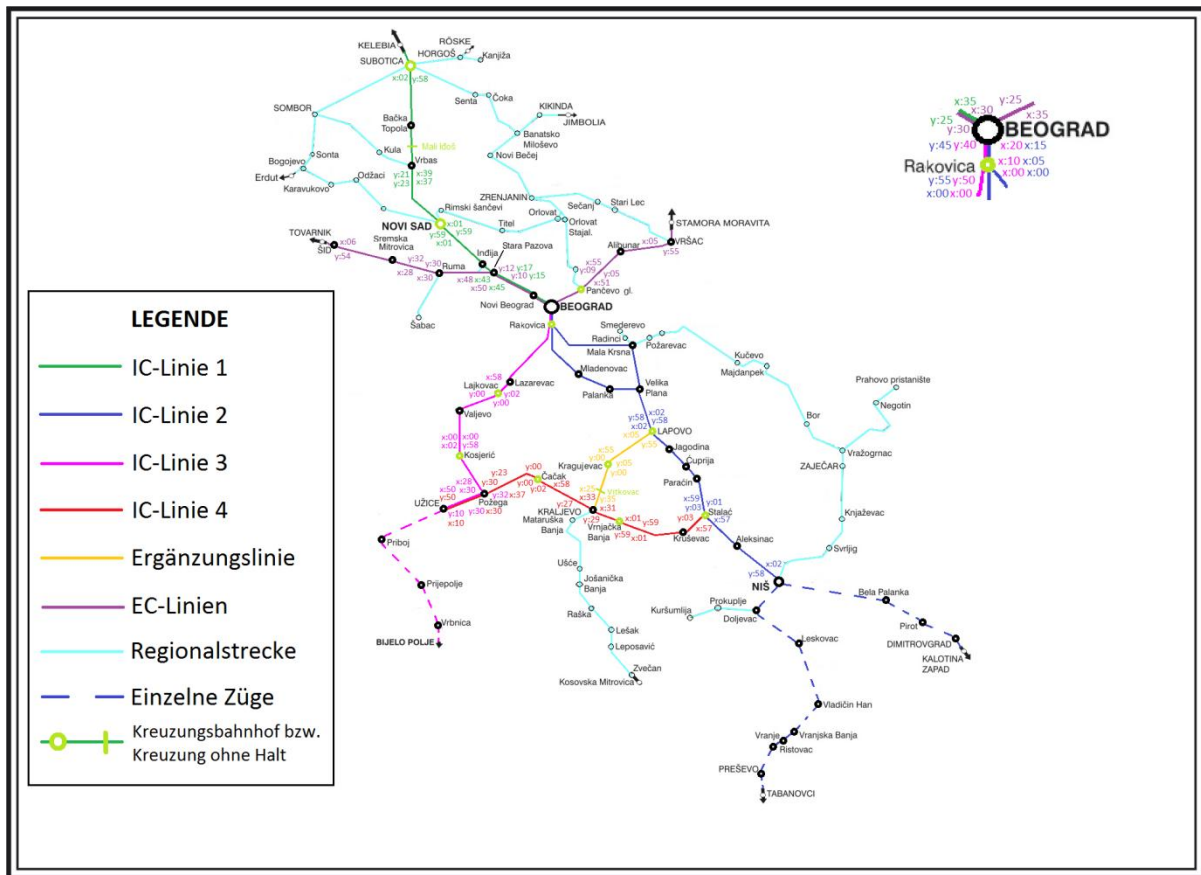 KELEBIA
SUBOTICA
RÖSKE
HORGOŠ
Kanjiža
x:02 y:58
SOMBOR
Senta
Čoka
Bačka
Topola
KIKINDA
JIMBOLIA
Banatsko
Miloševo
Mali Iđoš
Kula
Vrbas
Novi Bečej
Sonta
Bogojevo
Erdut
Karavukovo
Odžaci
y:21 x:39
y:23 x:37
Rimski šančevi
ZRENJANIN
Sečanj
Stari Lec
Orlovat
Orlovat
Stajal.
Titel
NOVI SAD
x:01
y:59 y:59
x:01
STAMORA MORAVITA
VRŠAC
Alibunar
x:05
y:55
TOVARNIK
ŠID
x:06
y:54
Sremska
Mitrovica
y:32 y:30
x:28 x:30
Ruma
Inđija
Stara Pazova
y:12 y:17
y:10 y:15
x:48 x:43
x:50 x:45
x:55
y:09
y:05
x:51
Pančevo gl.
Šabac
Novi Beograd
BEOGRAD
Rakovica
x:35
y:25
x:30
x:35
y:25
y:30
BEOGRAD
y:45 y:40
x:20 x:15
Rakovica
x:10 x:05
x:00 x:00
y:55 y:50
x:00 x:00
Smederevo
Radinci
Mala Krsna
Požarevac
Kučevo
Majdanpek
Prahovo pristanište
Negotin
Bor
Vražogrnac
ZAJEČAR
Knjaževac
Svrljig
Mladenovac
Palanka
Velika
Plana
x:58
y:00
Lajkovac
Lazarevac
y:02
y:00
Valjevo
y:58 x:02
x:02 y:58
LAPOVO
x:05
y:55
Jagodina
Ćuprija
Paraćin
x:00 x:00
x:02 y:58
Kosjerić
x:55
y:00
Kragujevac
y:05
y:00
x:25
Vitkovac
y:35
y:23
y:30
y:00
y:00
Čačak
y:02
x:58
x:28
x:50 x:30
y:50
UŽICE
Požega
y:32 x:37
y:10 y:30 x:30
x:10
y:27
x:33
x:31
KRALJEVO
y:29
Mataruška
Banja
Vrnjačka
Banja
x:01
y:59
y:59
x:01
y:03
x:57
Kruševac
x:59
y:03
y:01
x:57
Stalać
Aleksinac
x:02
y:58
NIŠ
Priboj
Prijepolje
Vrbnica
BIJELO POLJE
Ušće
Jošanička
Banja
Raška
Lešak
Leposavić
Zvečan
Kosovska Mitrovica
Prokuplje
Kuršumlija
Doljevac
Bela Palanka
Pirot
DIMITROVGRAD
KALOTINA
ZAPAD
Leskovac
Vladičin Han
Vranjska Banja
Vranje
Ristovac
PREŠEVO
TABANOVCI
LEGENDE
IC-Linie 1
IC-Linie 2
IC-Linie 3
IC-Linie 4
Ergänzungslinie
EC-Linien
Regionalstrecke
Einzelne Züge
Kreuzungsbahnhof bzw.
Kreuzung ohne Halt